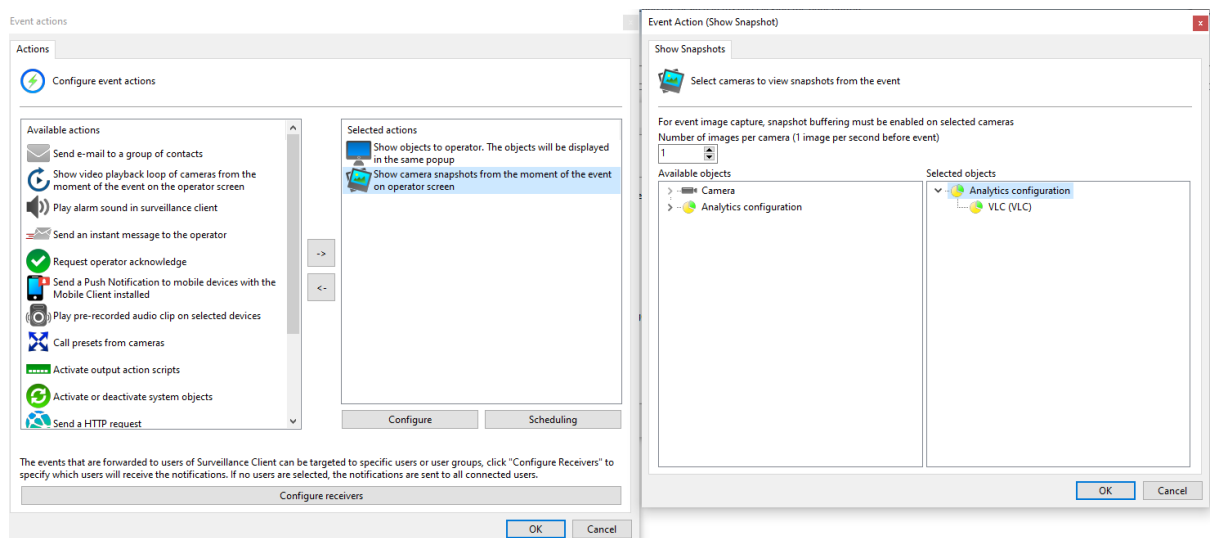 Event actions
Actions
Configure event actions
Available actions
Send e-mail to a group of contacts
Show video playback loop of cameras from the
moment of the event on the operator screen
Play alarm sound in surveillance client
Send an instant message to the operator
Request operator acknowledge
Send a Push Notification to mobile devices with the
Mobile Client installed
Play pre-recorded audio clip on selected devices
Call presets from cameras
Activate output action scripts
Activate or deactivate system objects
Send a HTTP request
->
<-
Selected actions
Show objects to operator. The objects will be displayed
in the same popup
Show camera snapshots from the moment of the event
on operator screen
Configure
Scheduling
The events that are forwarded to users of Surveillance Client can be targeted to specific users or user groups, click "Configure Receivers" to
specify which users will receive the notifications. If no users are selected, the notifications are sent to all connected users.
Configure receivers
OK
Cancel
Event Action (Show Snapshot)
x
Show Snapshots
Select cameras to view snapshots from the event
For event image capture, snapshot buffering must be enabled on selected cameras
Number of images per camera (1 image per second before event)
1
Available objects
Camera
Analytics configuration
Selected objects
Analytics configuration
VLC (VLC)
OK
Cancel